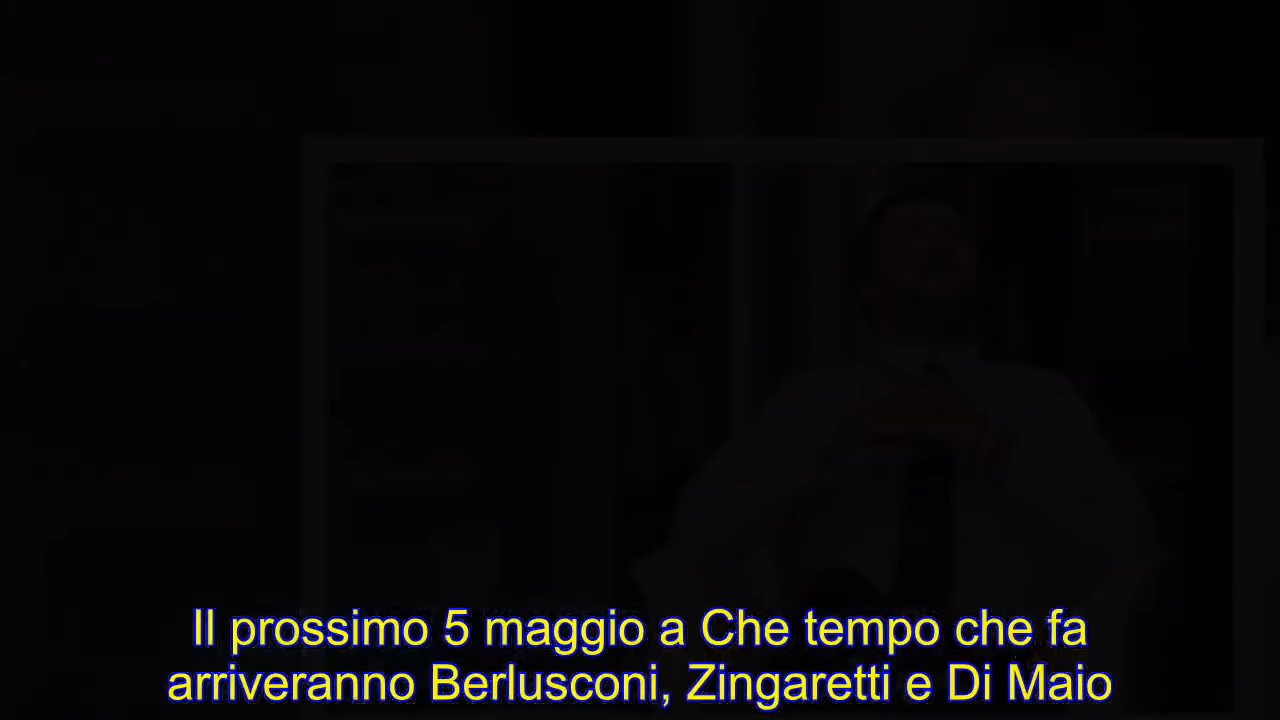 Il prossimo 5 maggio a Che tempo che fa
arriveranno Berlusconi, Zingaretti e Di Maio